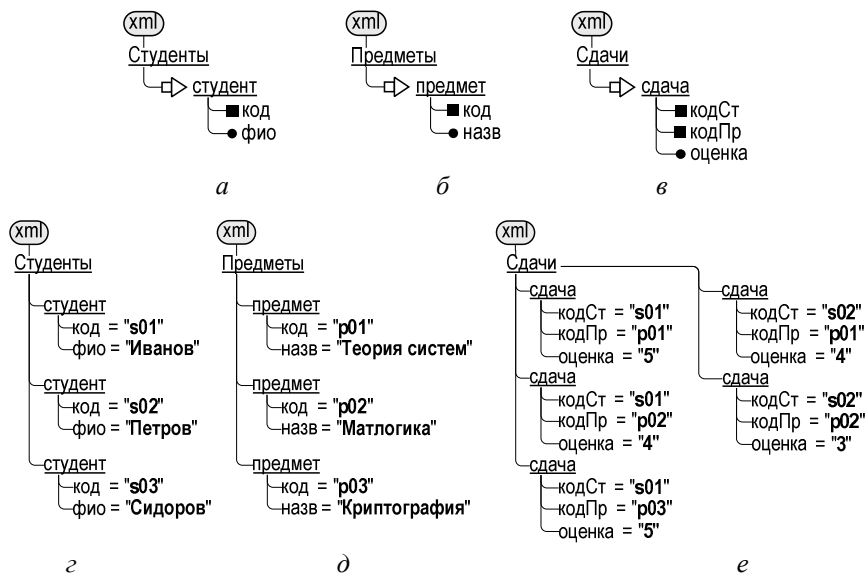 xml
Студенты
студент
код
фио
а
xml
Предметы
предмет
код
назв
б
xml
Сдачи
сдача
кодСт
кодПр
оценка
в
xml
Студенты
студент
код = "s01"
фио = "Иванов"
студент
код = "s02"
фио = "Петров"
студент
код = "s03"
фио = "Сидоров"
г
xml
Предметы
предмет
код = "p01"
назв = "Теория систем"
предмет
код = "p02"
назв = "Матлогика"
предмет
код = "p03"
назв = "Криптография"
д
xml
Сдачи
сдача
кодСт = "s01"
кодПр = "p01"
оценка = "5"
сдача
кодСт = "s01"
кодПр = "p02"
оценка = "4"
сдача
кодСт = "s01"
кодПр = "p03"
оценка = "5"
сдача
кодСт = "s02"
кодПр = "p01"
оценка = "4"
сдача
кодСт = "s02"
кодПр = "p02"
оценка = "3"
е